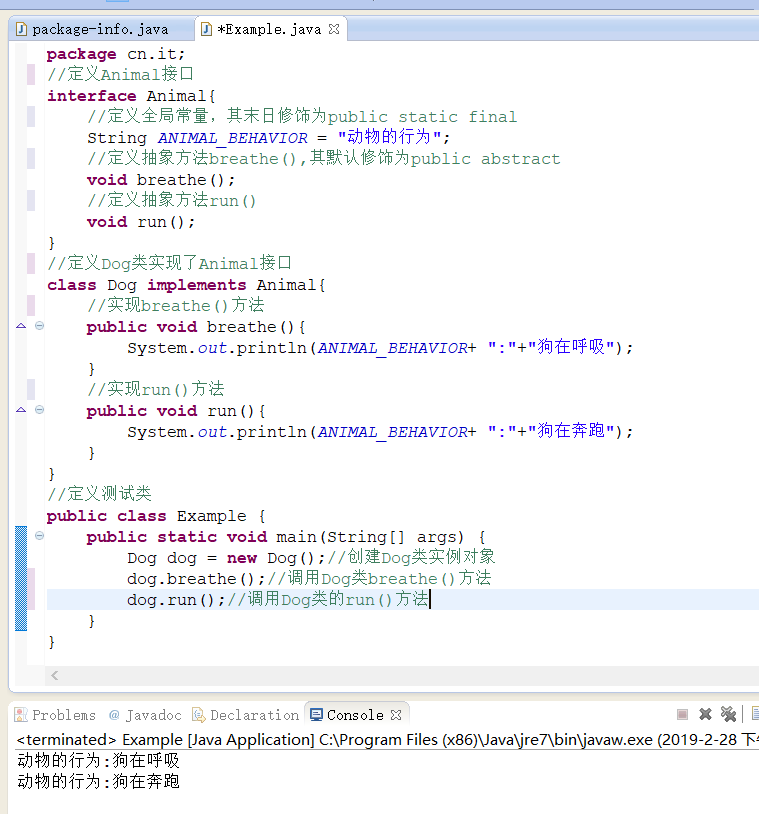 package-info.java *Example.java
package cn.it;
//定义Animal接口
interface Animal{
//定义全局常量，其末日修饰为public static final
String ANIMAL_BEHAVIOR = "动物的行为";
//定义抽象方法breathe(),其默认修饰为public abstract
void breathe();
//定义抽象方法run()
void run();
}
//定义Dog类实现了Animal接口
class Dog implements Animal{
//实现breathe()方法
public void breathe(){
System.out.println(ANIMAL_BEHAVIOR+ ":"+"狗在呼吸");
}
//实现run()方法
public void run(){
System.out.println(ANIMAL_BEHAVIOR+ ":"+"狗在奔跑");
}
}
//定义测试类
public class Example {
public static void main(String[] args) {
Dog dog = new Dog();//创建Dog类实例对象
dog.breathe();//调用Dog类breathe()方法
dog.run();//调用Dog类的run()方法
}
}
Problems @ Javadoc Declaration Console
<terminated> Example [Java Application] C:\Program Files (x86)\Java\jre7\bin\javaw.exe (2019-2-28 下
动物的行为:狗在呼吸
动物的行为:狗在奔跑